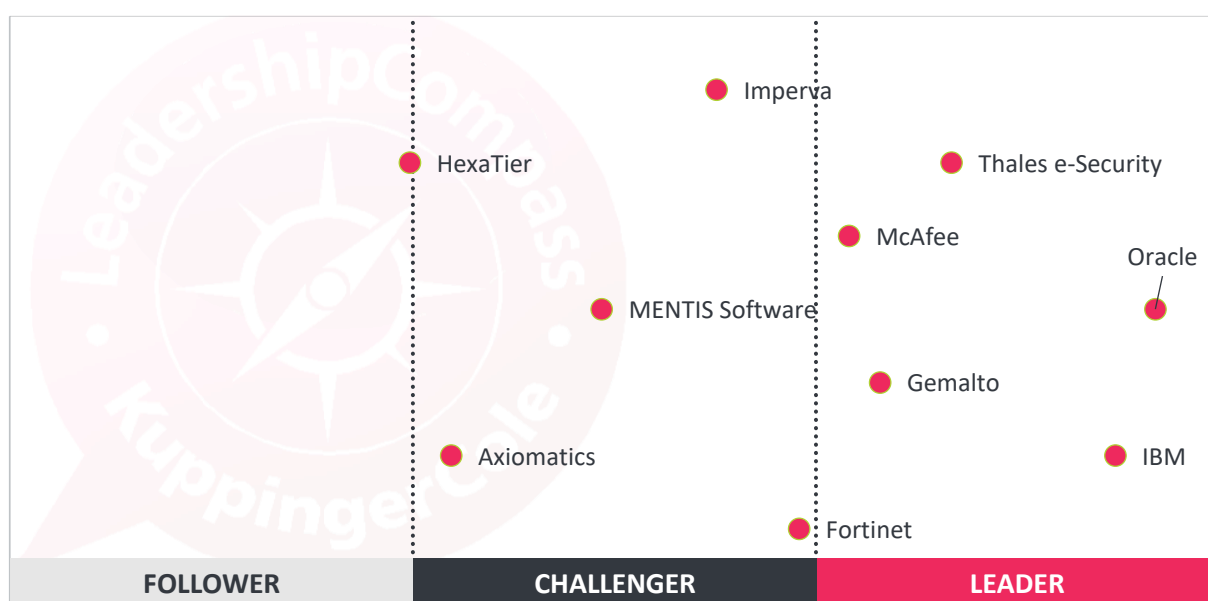 LeadershipCompass
KuppingerCole
Imperva
HexaTier
Thales e-Security
McAfee
Oracle
MENTIS Software
Gemalto
Axiomatics
IBM
Fortinet
FOLLOWER
CHALLENGER
LEADER